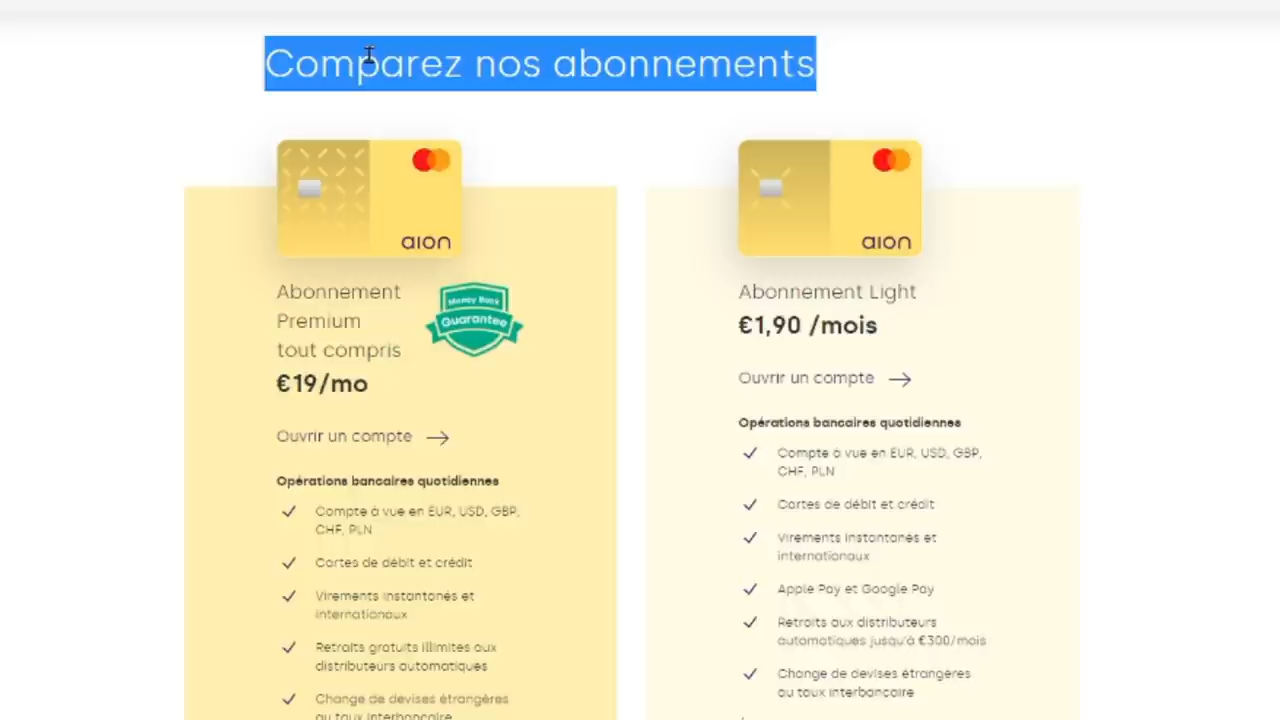 Comparez nos abonnements
aion
Abonnement
Premium
tout compris
Money Back
Guarantee
€19/mo
Ouvrir un compte
Opérations bancaires quotidiennes
Compte à vue en EUR, USD, GBP,
CHF, PLN
Cartes de débit et crédit
Virements instantanés et
internationaux
Retraits gratuits illimités aux
distributeurs automatiques
Change de devises étrangères
au taux interbancaire
aion
Abonnement Light
€1,90 /mois
Ouvrir un compte
Opérations bancaires quotidiennes
Compte à vue en EUR, USD, GBP,
CHF, PLN
Cartes de débit et crédit
Virements instantanés et
internationaux
Apple Pay et Google Pay
Retraits aux distributeurs
automatiques jusqu'à €300/mois
Change de devises étrangères
au taux interbancaire